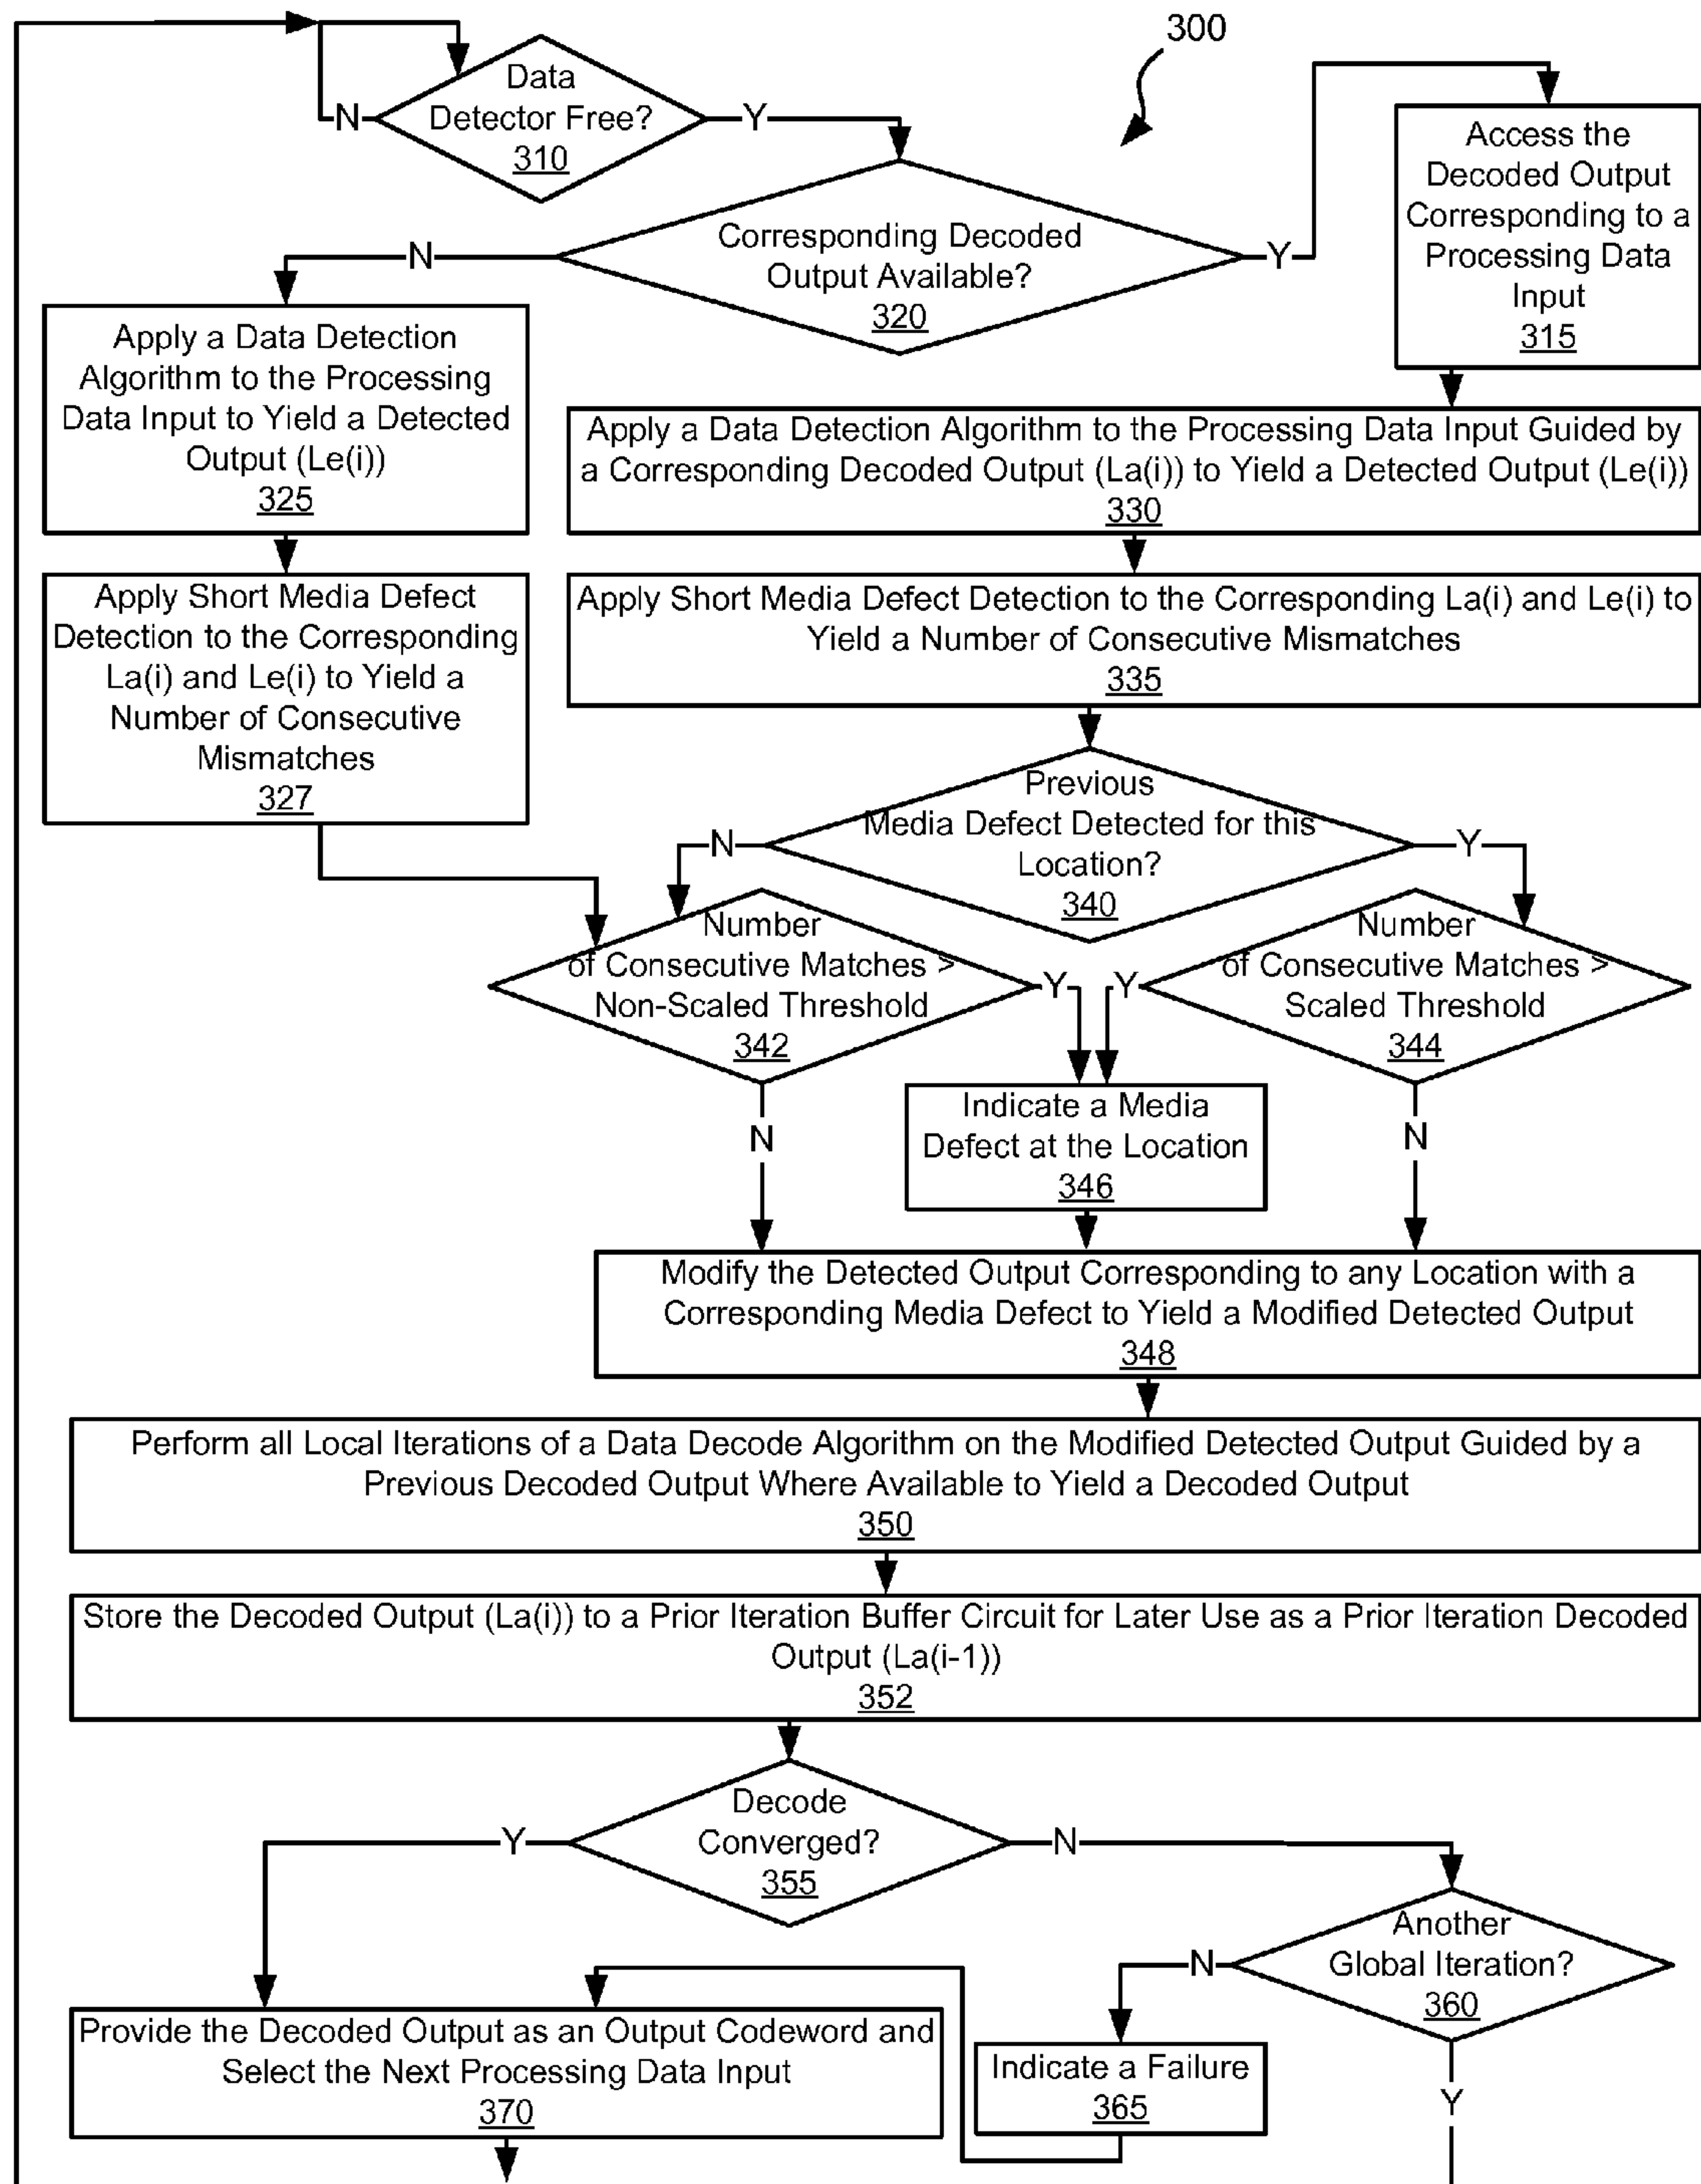 300
Data
Detector Free?
310
N
Y
Corresponding Decoded
Output Available?
320
N
Y
Access the
Decoded Output
Corresponding to a
Processing Data
Input
315
Apply a Data Detection
Algorithm to the Processing
Data Input to Yield a Detected
Output (Le(i))
325
Apply a Data Detection Algorithm to the Processing Data Input Guided by
a Corresponding Decoded Output (La(i)) to Yield a Detected Output (Le(i))
330
Apply Short Media Defect
Detection to the Corresponding
La(i) and Le(i) to Yield a
Number of Consecutive
Mismatches
327
Apply Short Media Defect Detection to the Corresponding La(i) and Le(i) to
Yield a Number of Consecutive Mismatches
335
Previous
Media Defect Detected for this
Location?
340
N
Y
Number
of Consecutive Matches >
Non-Scaled Threshold
342
Y
N
Number
of Consecutive Matches >
Scaled Threshold
344
Y
N
Indicate a Media
Defect at the Location
346
Modify the Detected Output Corresponding to any Location with a
Corresponding Media Defect to Yield a Modified Detected Output
348
Perform all Local Iterations of a Data Decode Algorithm on the Modified Detected Output Guided by a
Previous Decoded Output Where Available to Yield a Decoded Output
350
Store the Decoded Output (La(i)) to a Prior Iteration Buffer Circuit for Later Use as a Prior Iteration Decoded
Output (La(i-1))
352
Decode
Converged?
355
Y
N
Another
Global Iteration?
360
N
Y
Indicate a Failure
365
Provide the Decoded Output as an Output Codeword and
Select the Next Processing Data Input
370